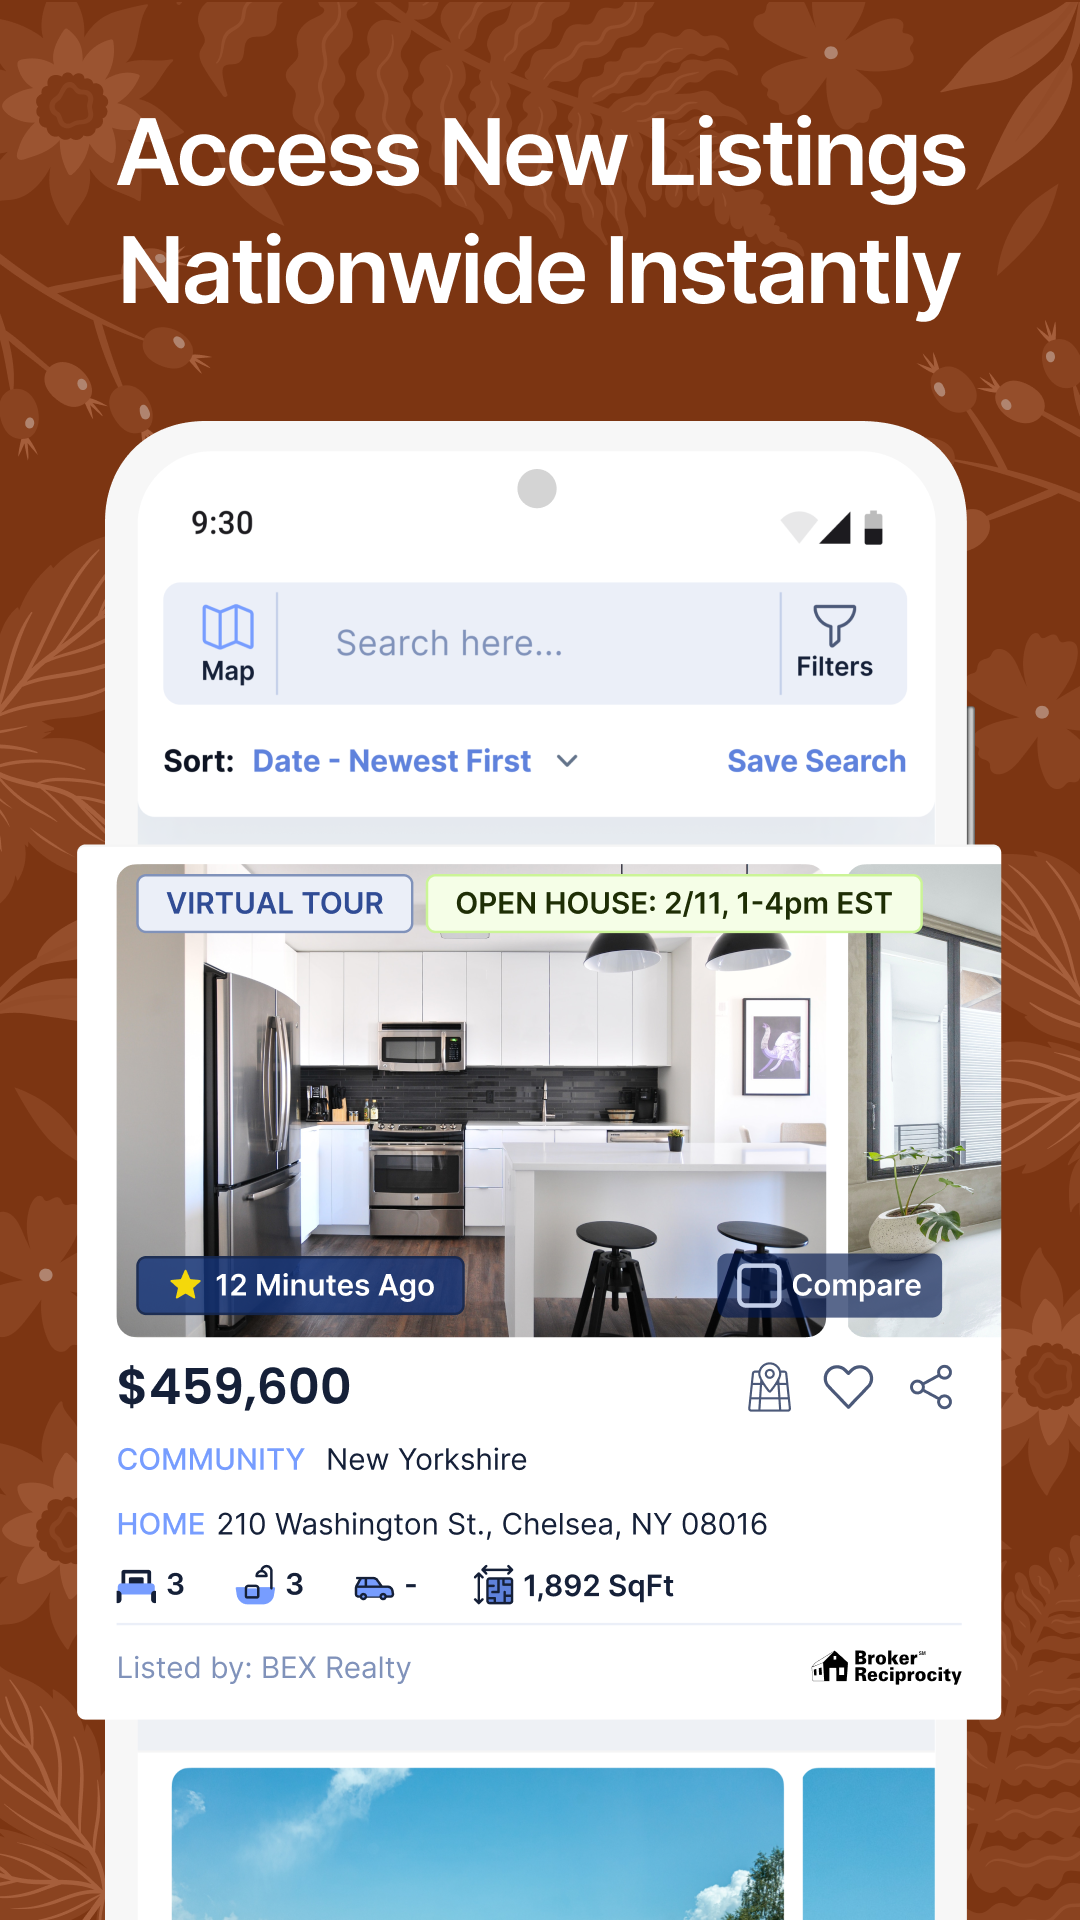 Access New Listings
Nationwide Instantly
9:30
Map
Search here...
Filters
Sort: Date - Newest First
Save Search
VIRTUAL TOUR
OPEN HOUSE: 2/11, 1-4pm EST
12 Minutes Ago
Compare
$459,600
COMMUNITY New Yorkshire
HOME 210 Washington St., Chelsea, NY 08016
3 3 - 1,892 SqFt
Listed by: BEX Realty
Broker℠
Reciprocity